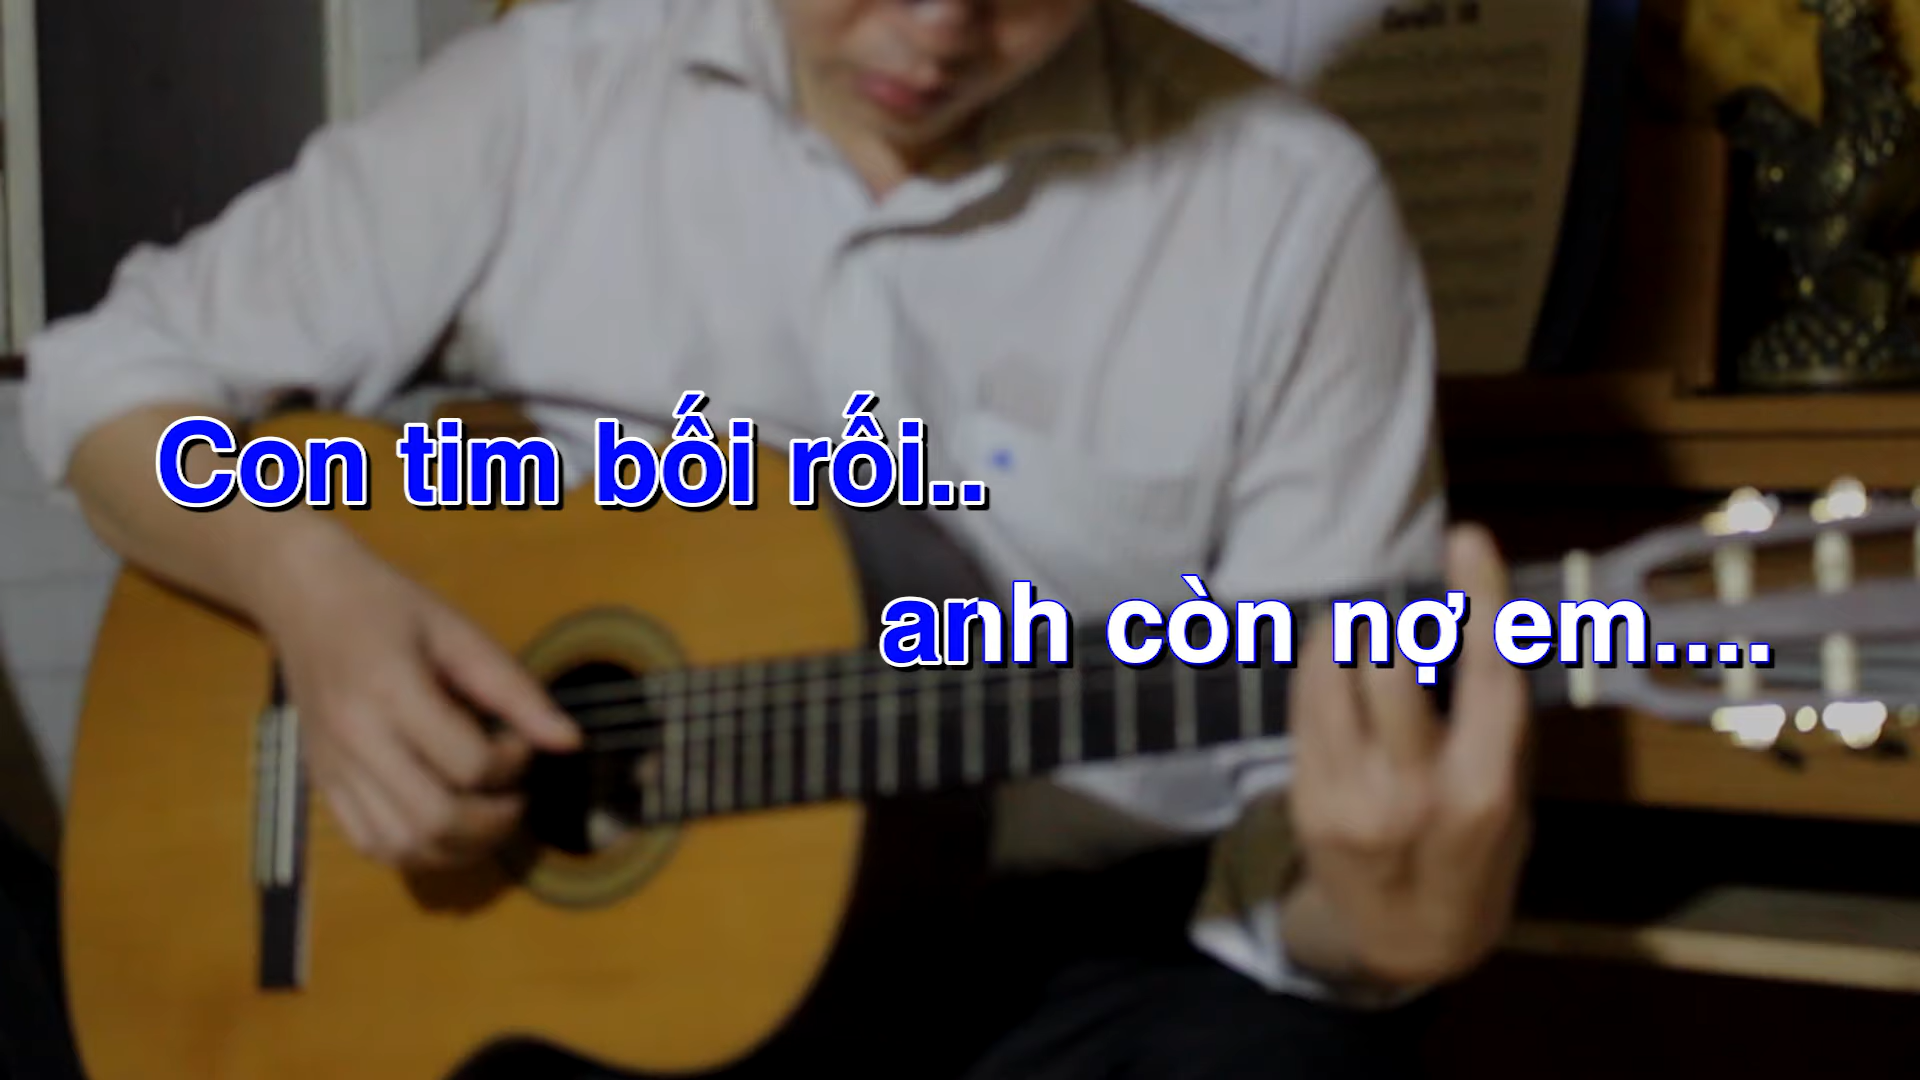 Con tim bối rối..
anh còn nợ em....